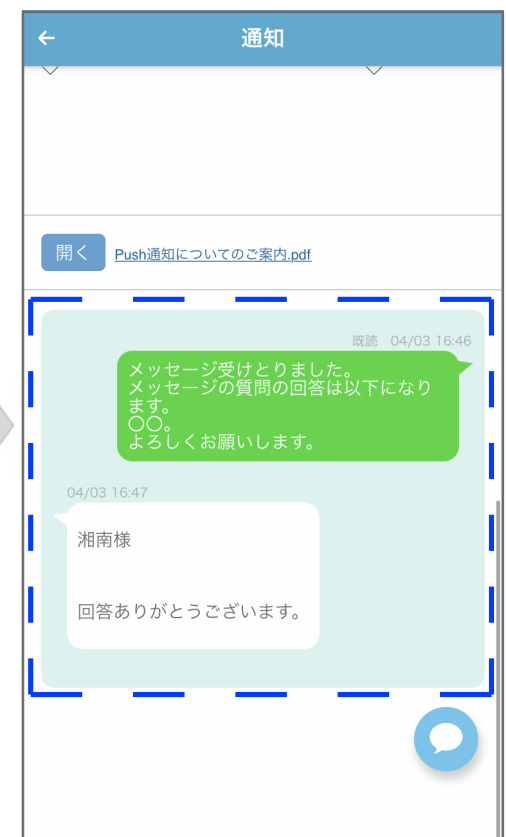 通知
開く Push通知についてのご案内.pdf
既読 04/03 16:46
メッセージ受けとりました。
メッセージの質問の回答は以下になり
ます。
〇〇。
よろしくお願いします。
04/03 16:47
湘南様
回答ありがとうございます。